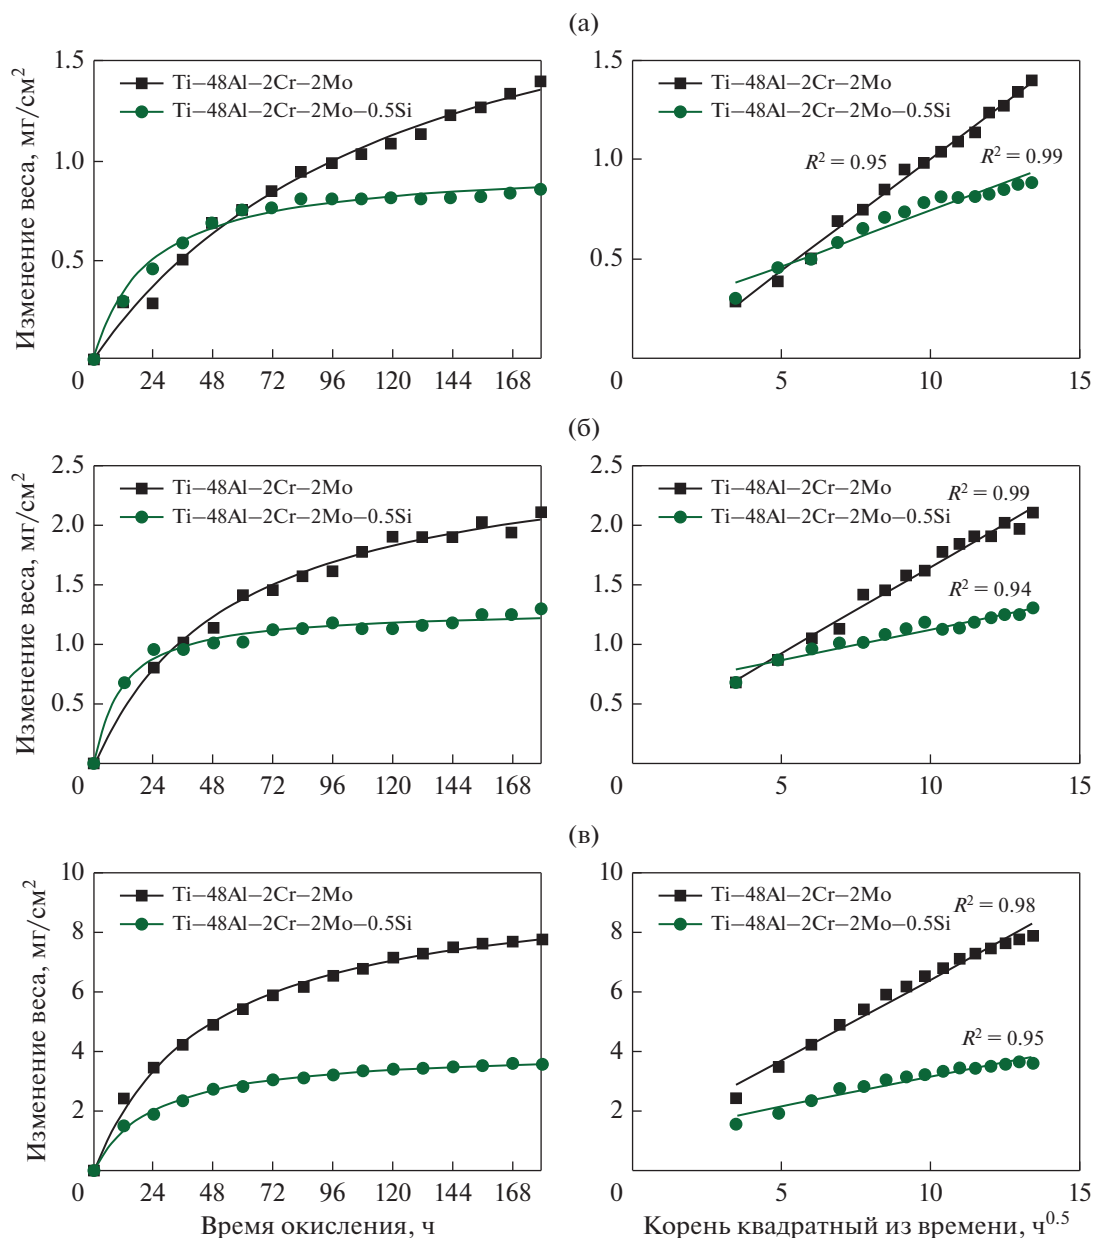 (а)
Изменение веса, мг/см²
1.5
1.0
0.5
0
24 48 72 96 120 144 168
Ti–48Al–2Cr–2Mo
Ti–48Al–2Cr–2Mo–0.5Si
1.5
1.0
0.5
0
5 10 15
Ti–48Al–2Cr–2Mo
Ti–48Al–2Cr–2Mo–0.5Si
R² = 0.95
R² = 0.99
(б)
Изменение веса, мг/см²
2.5
2.0
1.5
1.0
0.5
0
24 48 72 96 120 144 168
Ti–48Al–2Cr–2Mo
Ti–48Al–2Cr–2Mo–0.5Si
2.5
2.0
1.5
1.0
0.5
0
5 10 15
Ti–48Al–2Cr–2Mo
Ti–48Al–2Cr–2Mo–0.5Si
R² = 0.99
R² = 0.94
(в)
Изменение веса, мг/см²
10
8
6
4
2
0
24 48 72 96 120 144 168
Ti–48Al–2Cr–2Mo
Ti–48Al–2Cr–2Mo–0.5Si
Время окисления, ч
10
8
6
4
2
0
5 10 15
Ti–48Al–2Cr–2Mo
Ti–48Al–2Cr–2Mo–0.5Si
R² = 0.98
R² = 0.95
Корень квадратный из времени, ч⁰·⁵